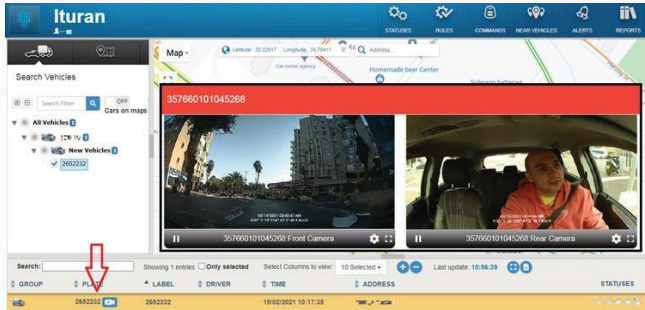 Ituran
STATUSES
RULES
COMMANDS
NEAR VEHICLES
ALERTS
REPORTS
Search Vehicles
Search Filter
OFF
Cars on maps
All Vehicles
New Vehicles
2652232
Map
Latitude: 32.02917 Longitude: 34.79411
Address...
Car rental agency
Homemade beer Center
357660101045268
357660101045268:Front Camera
357660101045268:Rear Camera
Search:
Showing 1 entries
Only selected
Select Columns to view:
10 Selected
Last update: 10:56:39
GROUP
LABEL
DRIVER
TIME
ADDRESS
STATUSES
2652232
2652232
15/02/2021 10:17:35